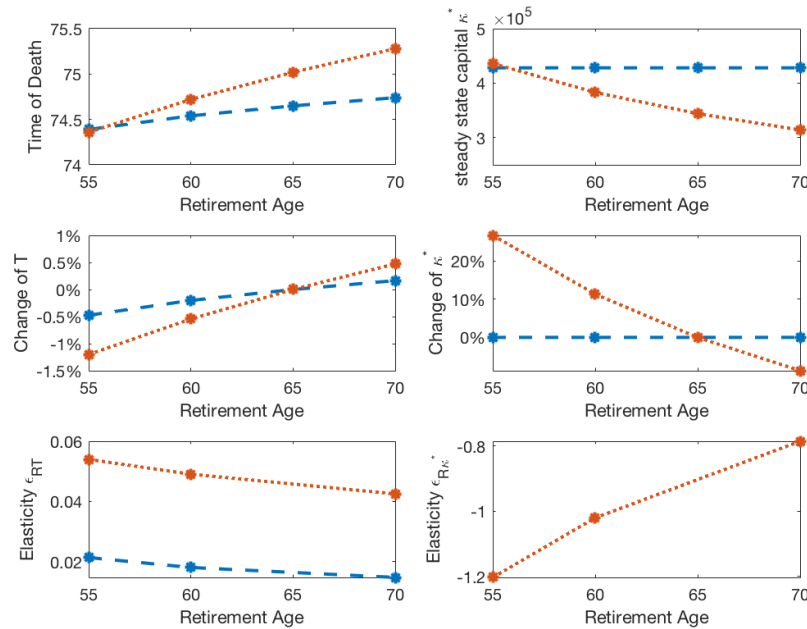 75.5
75
74.5
74
Time of Death
55 60 65 70
Retirement Age
×10⁵
5
4
3
steady state capital κ*
55 60 65 70
Retirement Age
1%
0.5%
0%
-0.5%
-1%
-1.5%
Change of T
55 60 65 70
Retirement Age
20%
10%
0%
Change of κ*
55 60 65 70
Retirement Age
0.06
0.04
0.02
Elasticity ϵRT
55 60 65 70
Retirement Age
-0.8
-1
-1.2
Elasticity ϵRκ*
55 60 65 70
Retirement Age